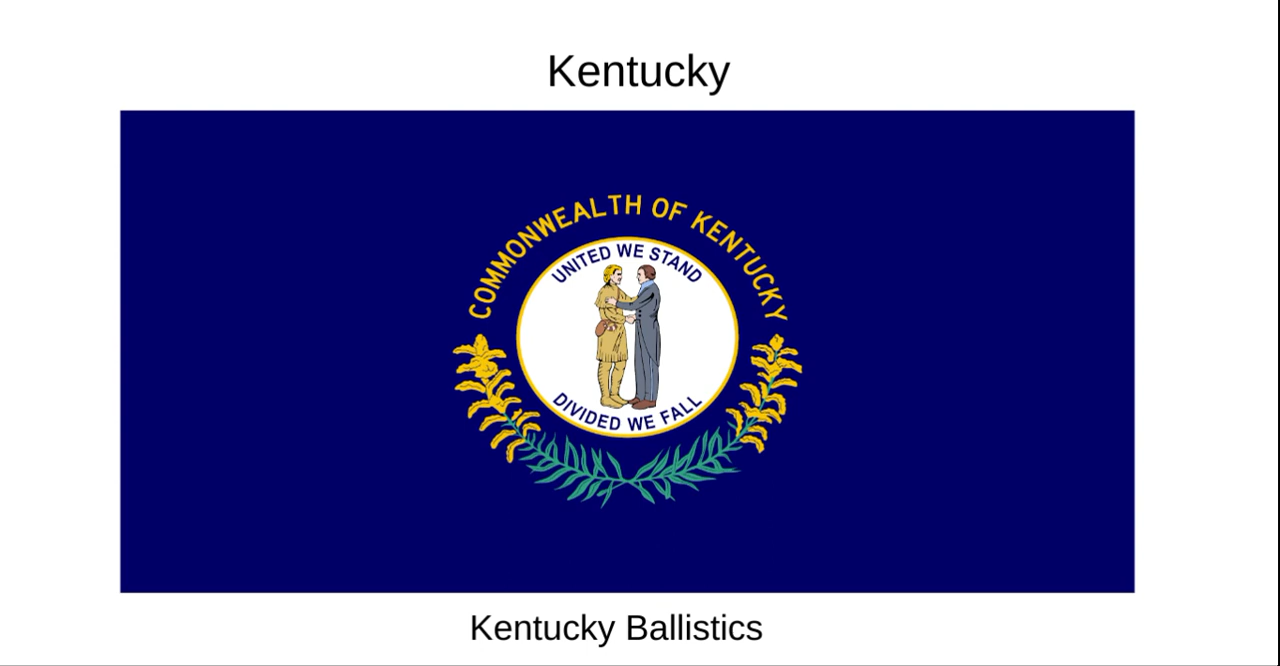 Kentucky
COMMONWEALTH OF KENTUCKY
UNITED WE STAND
DIVIDED WE FALL
Kentucky Ballistics